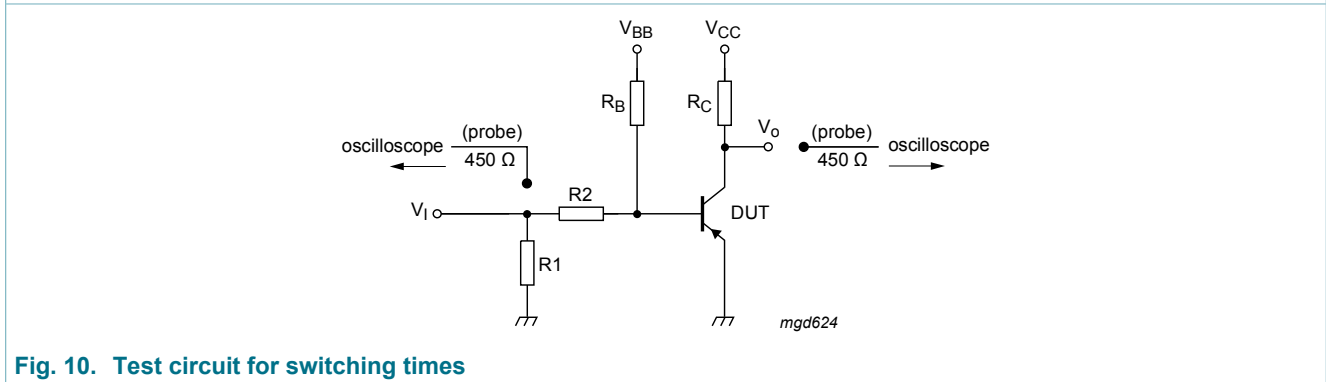 V_BB V_CC
R_B R_C
V_o
oscilloscope (probe) 450 Ω
(probe) 450 Ω oscilloscope
R2
V_I
DUT
R1
mgd624
Fig. 10. Test circuit for switching times